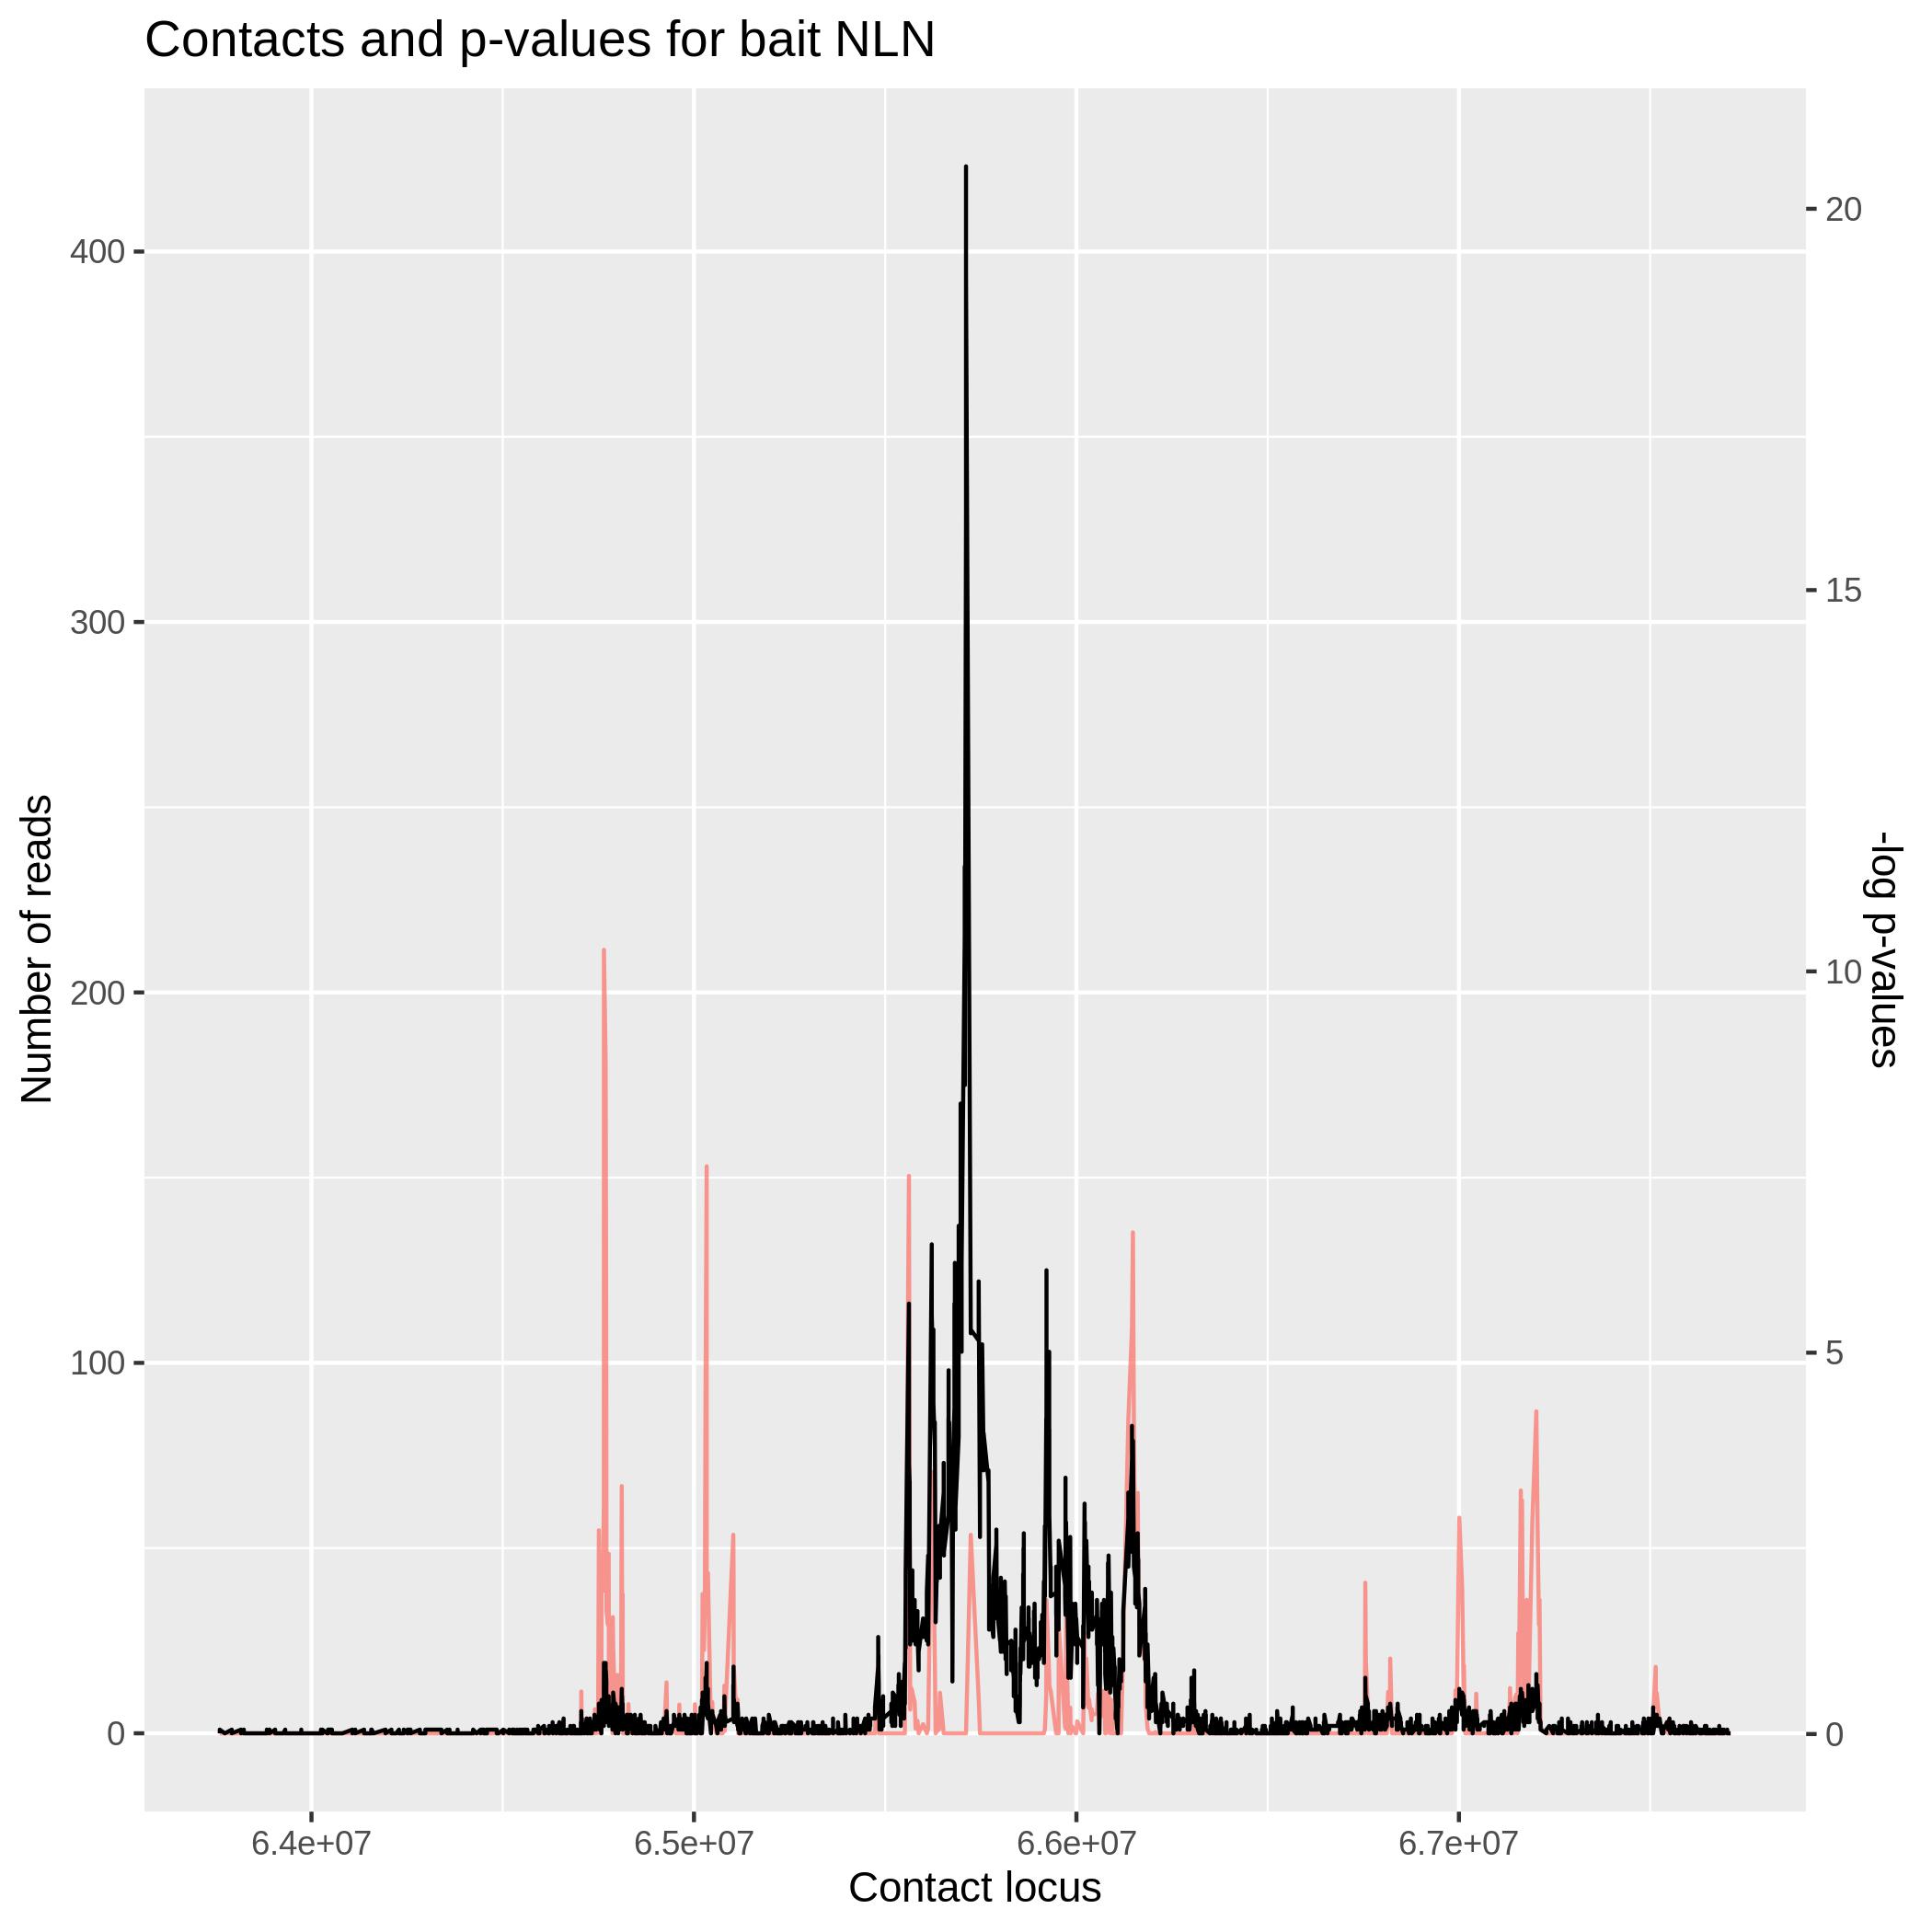 Contacts and p-values for bait NLN
400
300
200
100
0
Number of reads
20
15
10
5
0
-log p-values
6.4e+07
6.5e+07
6.6e+07
6.7e+07
Contact locus